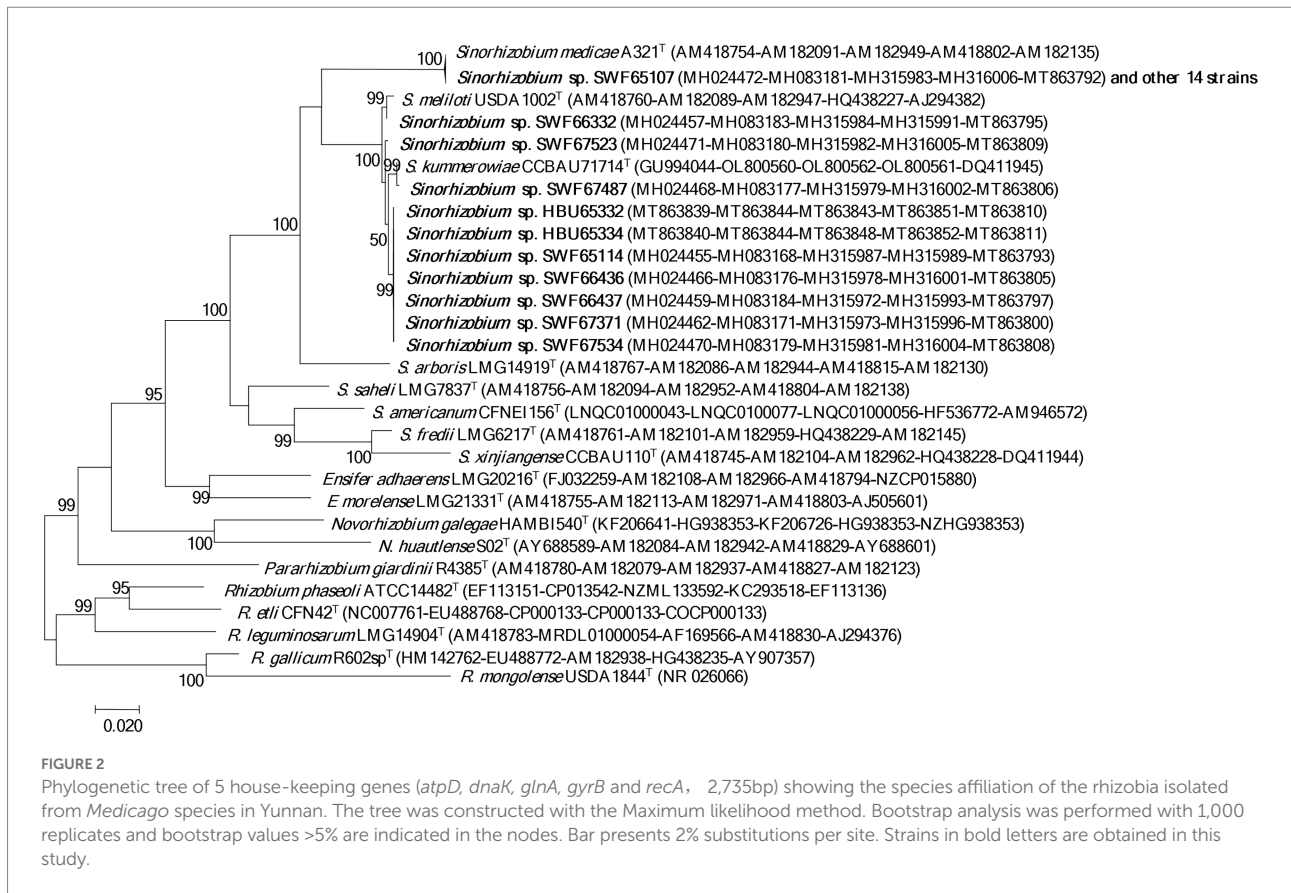 100
Sinorhizobium medicae A321ᵀ (AM418754-AM182091-AM182949-AM418802-AM182135)
Sinorhizobium sp. SWF65107 (MH024472-MH083181-MH315983-MH316006-MT863792) and other 14 strains
99
S. meliloti USDA1002ᵀ (AM418760-AM182089-AM182947-HQ438227-AJ294382)
Sinorhizobium sp. SWF66332 (MH024457-MH083183-MH315984-MH315991-MT863795)
Sinorhizobium sp. SWF67523 (MH024471-MH083180-MH315982-MH316005-MT863809)
100
99
S. kummerowiae CCBAU71714ᵀ (GU994044-OL800560-OL800562-OL800561-DQ411945)
Sinorhizobium sp. SWF67487 (MH024468-MH083177-MH315979-MH316002-MT863806)
Sinorhizobium sp. HBU65332 (MT863839-MT863844-MT863843-MT863851-MT863810)
100
Sinorhizobium sp. HBU65334 (MT863840-MT863844-MT863848-MT863852-MT863811)
50
Sinorhizobium sp. SWF65114 (MH024455-MH083168-MH315987-MH315989-MT863793)
Sinorhizobium sp. SWF66436 (MH024466-MH083176-MH315978-MH316001-MT863805)
99
Sinorhizobium sp. SWF66437 (MH024459-MH083184-MH315972-MH315993-MT863797)
100
Sinorhizobium sp. SWF67371 (MH024462-MH083171-MH315973-MH315996-MT863800)
Sinorhizobium sp. SWF67534 (MH024470-MH083179-MH315981-MH316004-MT863808)
S. arboris LMG14919ᵀ (AM418767-AM182086-AM182944-AM418815-AM182130)
S. saheli LMG7837ᵀ (AM418756-AM182094-AM182952-AM418804-AM182138)
95
S. americanum CFNEI156ᵀ (LNQC01000043-LNQC0100077-LNQC01000056-HF536772-AM946572)
99
S. fredii LMG6217ᵀ (AM418761-AM182101-AM182959-HQ438229-AM182145)
100
S. xinjiangense CCBAU110ᵀ (AM418745-AM182104-AM182962-HQ438228-DQ411944)
Ensifer adhaerens LMG20216ᵀ (FJ032259-AM182108-AM182966-AM418794-NZCP015880)
99
E morelense LMG21331ᵀ (AM418755-AM182113-AM182971-AM418803-AJ505601)
99
Novorhizobium galegae HAMBI540ᵀ (KF206641-HG938353-KF206726-HG938353-NZHG938353)
100
N. huautlense S02ᵀ (AY688589-AM182084-AM182942-AM418829-AY688601)
Pararhizobium giardinii R4385ᵀ (AM418780-AM182079-AM182937-AM418827-AM182123)
95
Rhizobium phaseoli ATCC14482ᵀ (EF113151-CP013542-NZML133592-KC293518-EF113136)
99
R. etli CFN42ᵀ (NC007761-EU488768-CP000133-CP000133-COCP000133)
R. leguminosarum LMG14904ᵀ (AM418783-MRDL01000054-AF169566-AM418830-AJ294376)
R. gallicum R602spᵀ (HM142762-EU488772-AM182938-HG438235-AY907357)
100
R. mongolense USDA1844ᵀ (NR 026066)
0.020
FIGURE 2
Phylogenetic tree of 5 house-keeping genes (atpD, dnaK, glnA, gyrB and recA， 2,735bp) showing the species affiliation of the rhizobia isolated
from Medicago species in Yunnan. The tree was constructed with the Maximum likelihood method. Bootstrap analysis was performed with 1,000
replicates and bootstrap values >5% are indicated in the nodes. Bar presents 2% substitutions per site. Strains in bold letters are obtained in this
study.